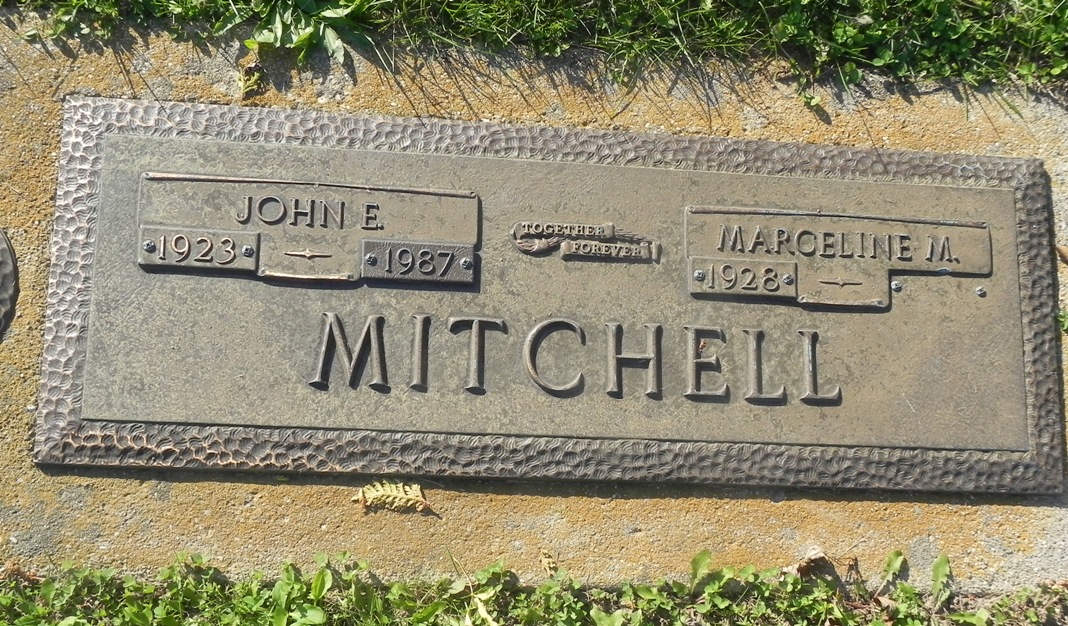 JOHN E.
1923 1987
TOGETHER
FOREVER
MARCELINE M.
1928
MITCHELL